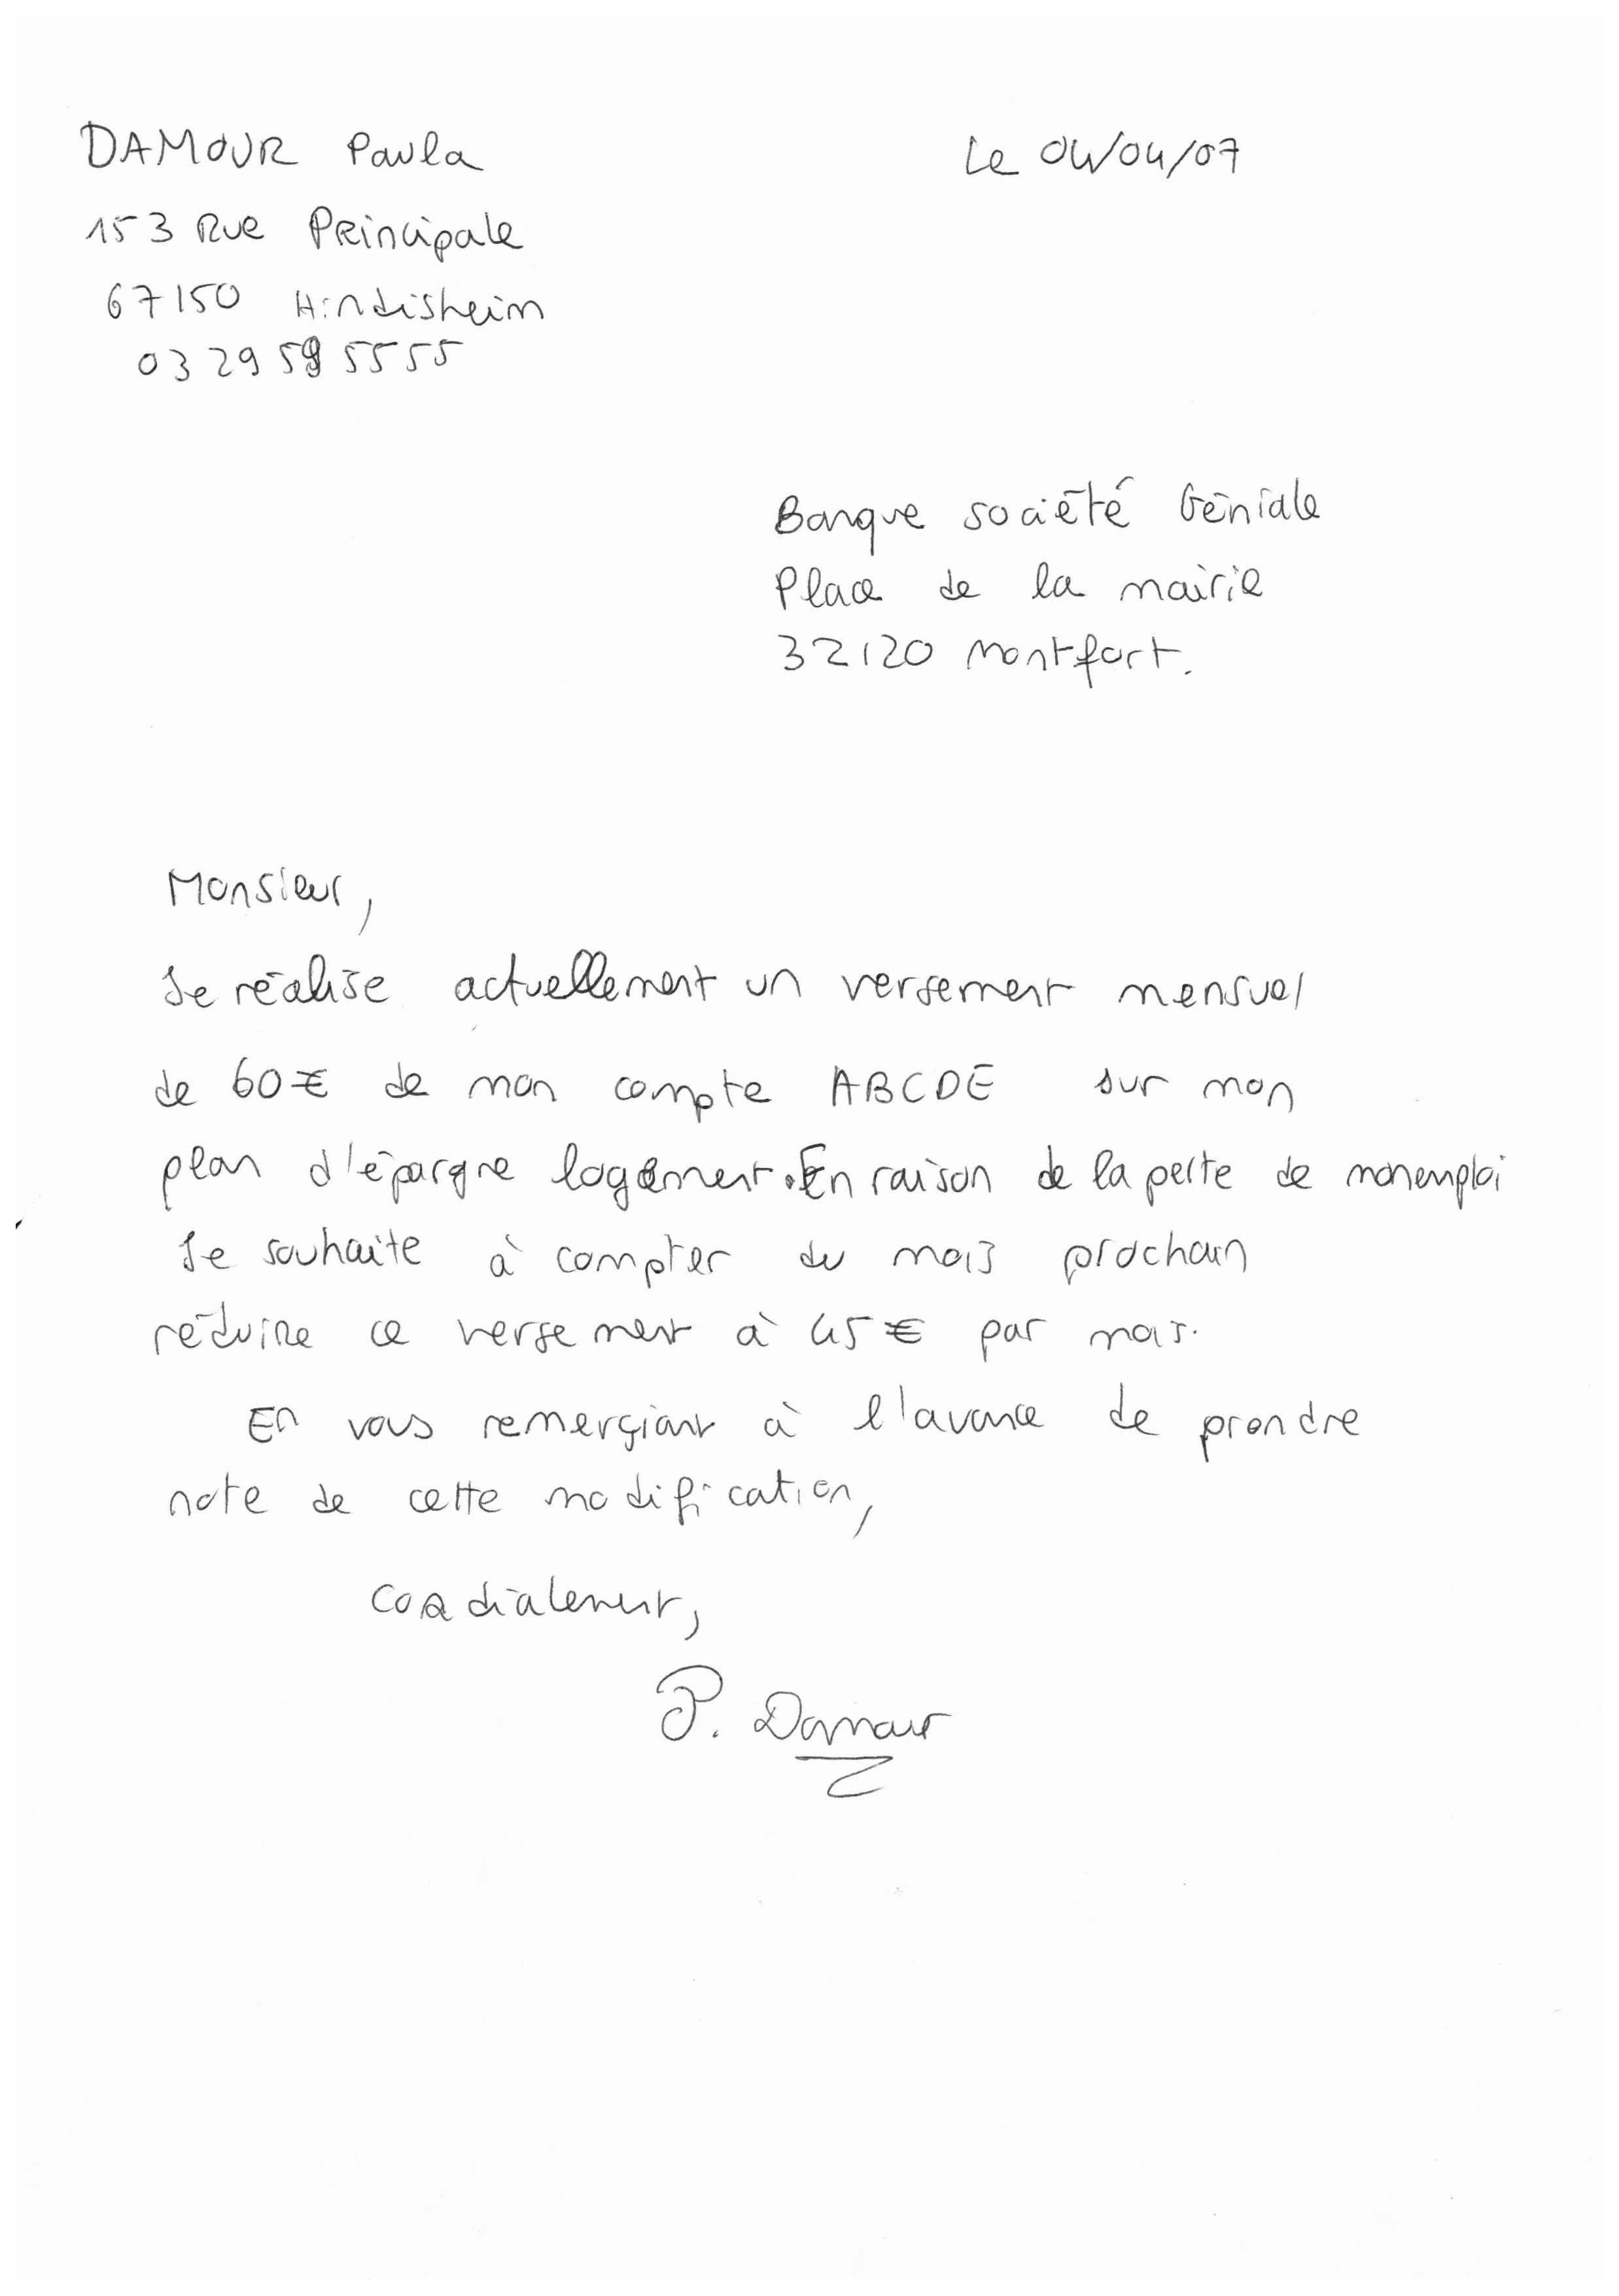 DAMOUR Paula
Le 04/04/07
153 Rue Principale
67150 Hindisheim
03 29 59 55 55
Banque société Géniale
Place de la mairie
32120 Montfort.
Monsieur,
Je réalise actuellement un versement mensuel
de 60€ de mon compte ABCDE sur mon
plan d'épargne logement. En raison de la perte de mon emploi
Je souhaite à compter du mois prochain
réduire ce versement à 45€ par mois.
En vous remerçiant à l'avance de prendre
note de cette modification,
Cordialement,
P. Damour